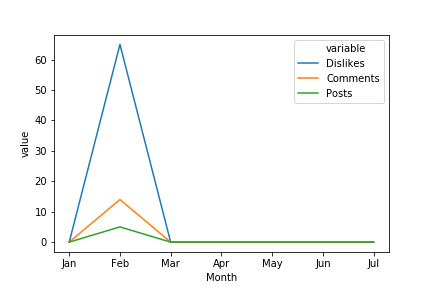 variable
Dislikes
Comments
Posts
value
60
50
40
30
20
10
0
Jan Feb Mar Apr May Jun Jul
Month